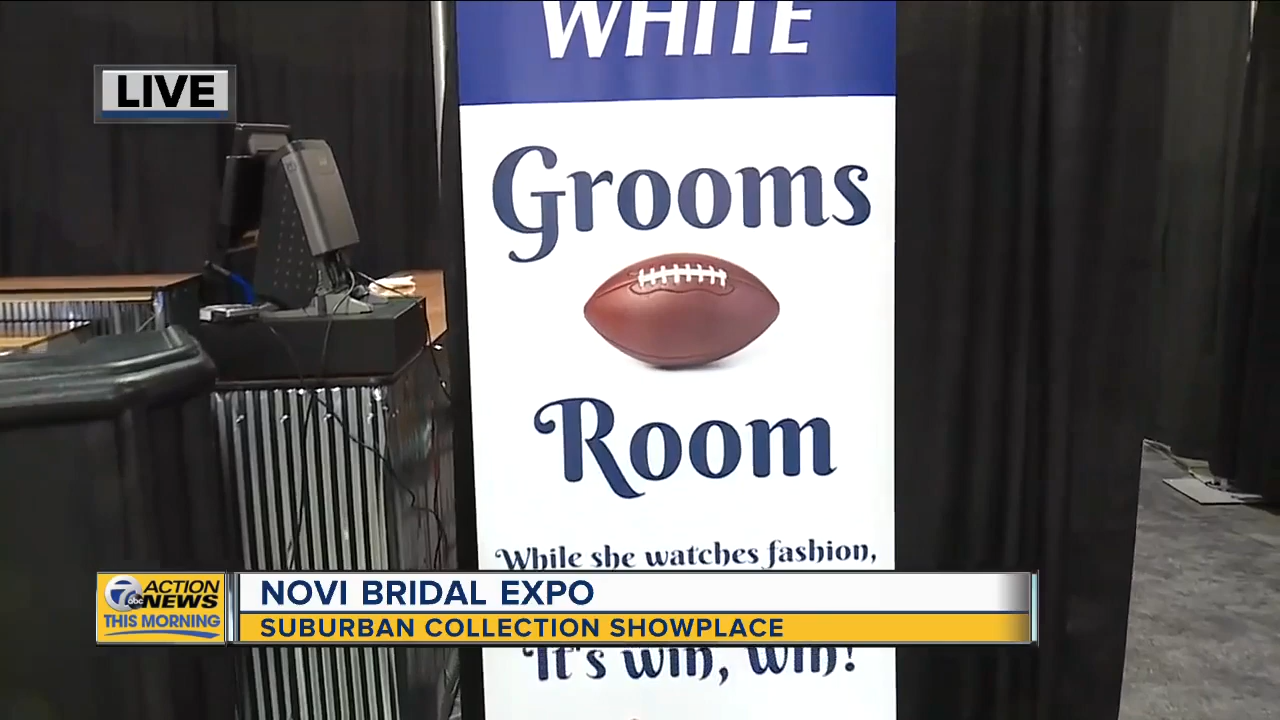 LIVE
WHITE
Grooms
Room
While she watches fashion,
It's win, win!
7 abc ACTION NEWS
THIS MORNING
NOVI BRIDAL EXPO
SUBURBAN COLLECTION SHOWPLACE